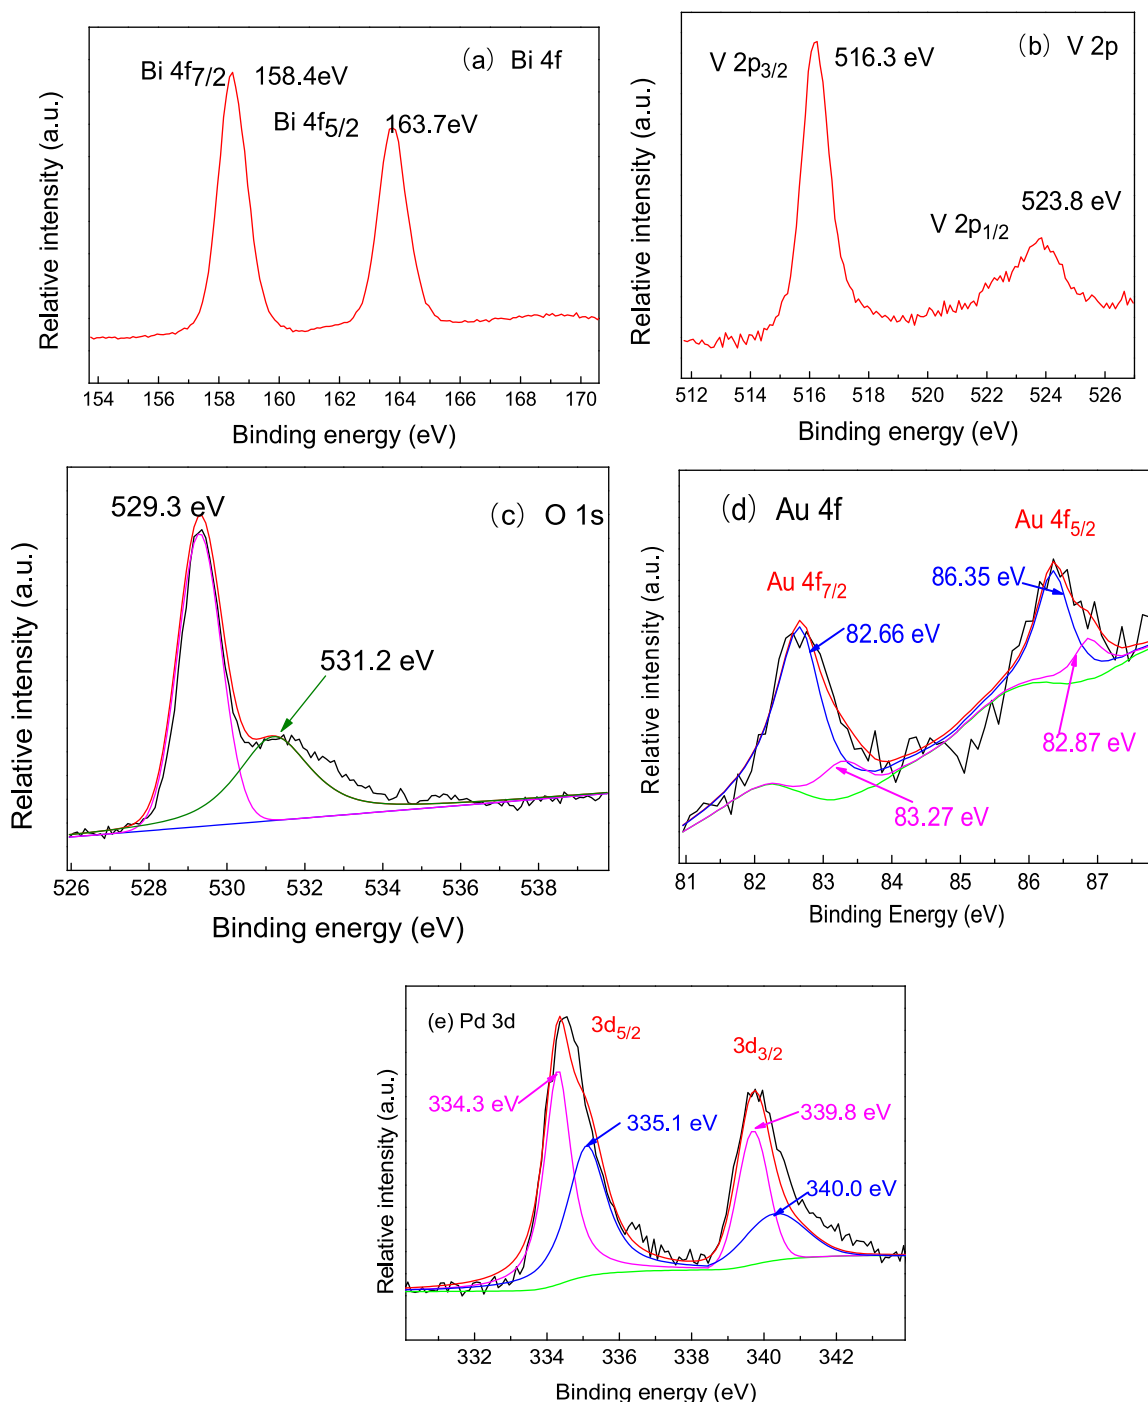 (a) Bi 4f
Bi 4f7/2 158.4eV
Bi 4f5/2 163.7eV
Relative intensity (a.u.)
154 156 158 160 162 164 166 168 170
Binding energy (eV)
(b) V 2p
V 2p3/2 516.3 eV
523.8 eV
V 2p1/2
Relative intensity (a.u.)
512 514 516 518 520 522 524 526
Binding energy (eV)
(c) O 1s
529.3 eV
531.2 eV
Relative intensity (a.u.)
526 528 530 532 534 536 538
Binding energy (eV)
(d) Au 4f
Au 4f5/2
86.35 eV
Au 4f7/2
82.66 eV
82.87 eV
83.27 eV
Relative intensity (a.u.)
81 82 83 84 85 86 87
Binding Energy (eV)
(e) Pd 3d
3d5/2
3d3/2
334.3 eV
335.1 eV
339.8 eV
340.0 eV
Relative intensity (a.u.)
332 334 336 338 340 342
Binding energy (eV)